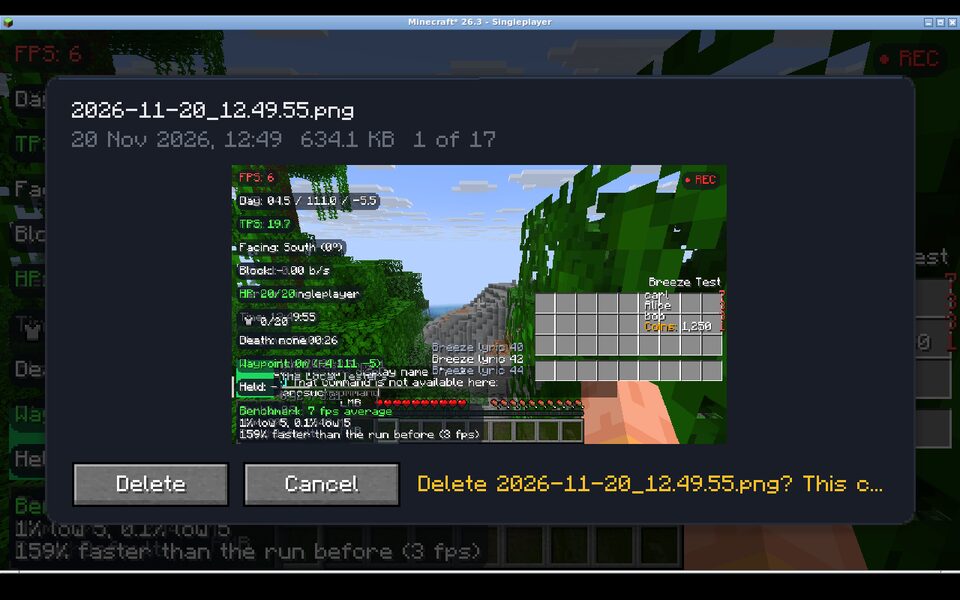 Minecraft* 26.3 - Singleplayer
FPS: 6
REC
2026-11-20_12.49.55.png
20 Nov 2026, 12:49 634.1 KB 1 of 17
FPS: 6
REC
Day: 04.5 / 111.0 / -5.5
TPS: 19.7
Facing: South (0°)
Block: -0.00 b/s
Breeze Test
HP: 20/20 ingleplayer
carl
Alice
bob
Coins: 1,250
0/20
Death: none 00:26
Breeze lyric 40
Breeze lyric 42
Breeze lyric 44
Held: -
That command is not available here:
LMB
Benchmark: 7 fps average
1% low 5, 0.1% low 5
159% faster than the run before (3 fps)
Delete
Cancel
Delete 2026-11-20_12.49.55.png? This c...
1% low 5, 0.1% low 5
159% faster than the run before (3 fps)